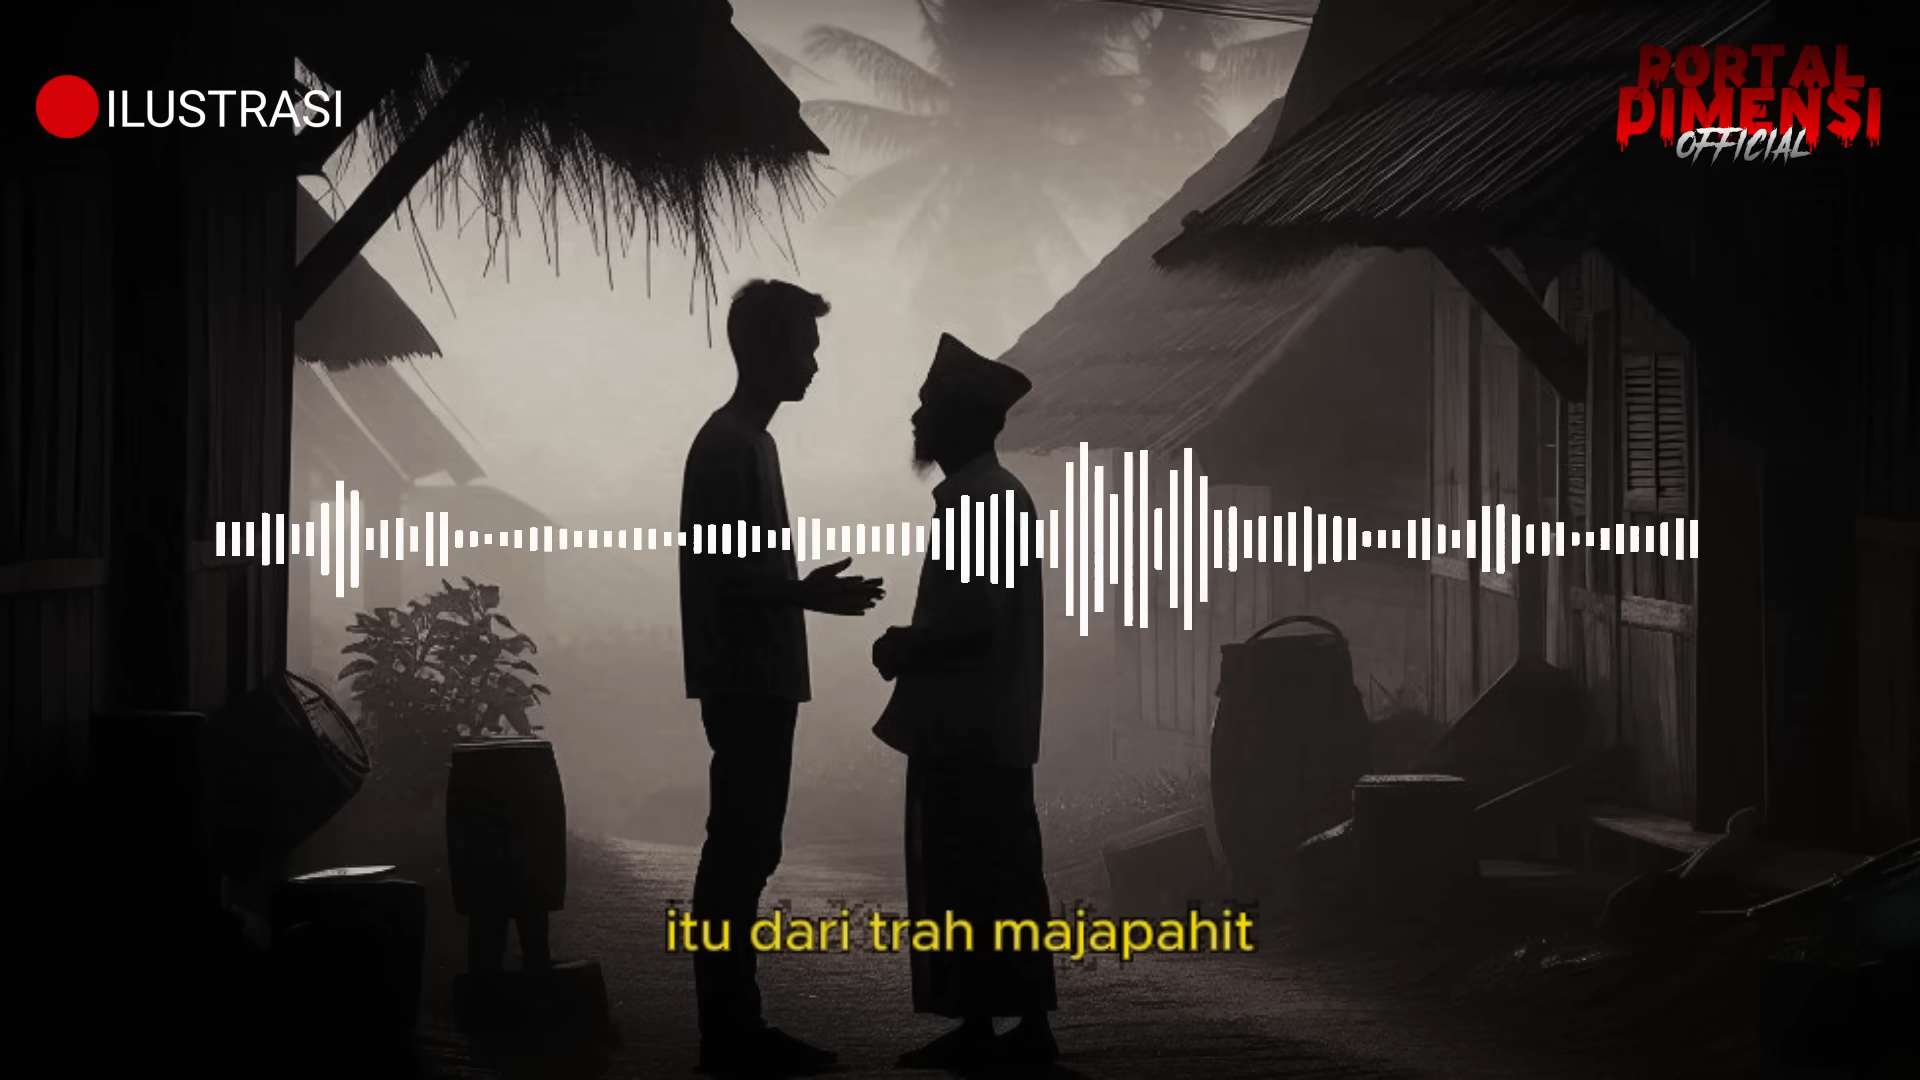 ILUSTRASI
PORTAL
DIMENSI
OFFICIAL
itu dari trah majapahit